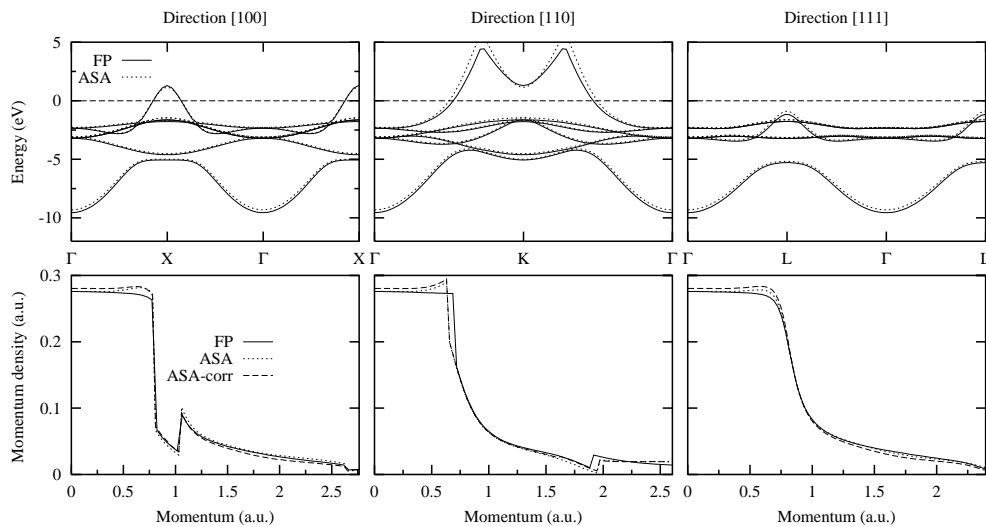 Direction [100]
Direction [110]
Direction [111]
Energy (eV)
5
0
-5
-10
FP
ASA
Γ X Γ X
Γ K Γ
Γ L Γ L
Momentum density (a.u.)
0.3
0.2
0.1
0
FP
ASA
ASA-corr
0 0.5 1 1.5 2 2.5
0 0.5 1 1.5 2 2.5
0 0.5 1 1.5 2
Momentum (a.u.)
Momentum (a.u.)
Momentum (a.u.)